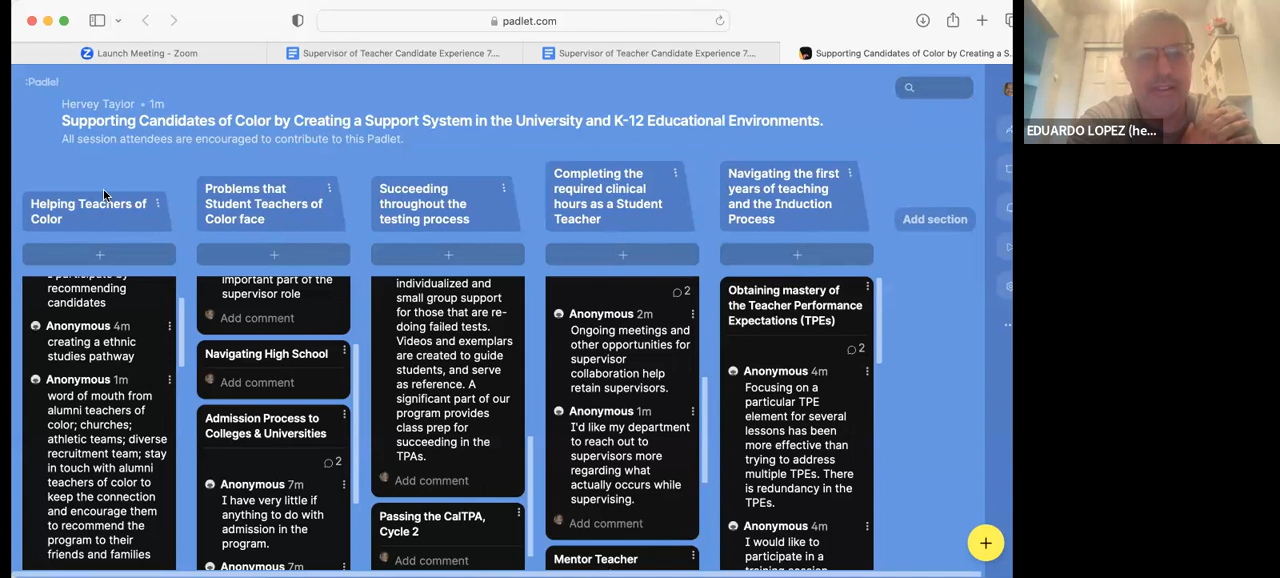 padlet.com
Launch Meeting - Zoom
Supervisor of Teacher Candidate Experience 7....
Supervisor of Teacher Candidate Experience 7....
Supporting Candidates of Color by Creating a S...
:Padlet
Hervey Taylor • 1m
Supporting Candidates of Color by Creating a Support System in the University and K-12 Educational Environments.
All session attendees are encouraged to contribute to this Padlet.
Helping Teachers of
Color
I participate by
recommending
candidates
Anonymous 4m
creating a ethnic
studies pathway
Anonymous 1m
word of mouth from
alumni teachers of
color; churches;
athletic teams; diverse
recruitment team; stay
in touch with alumni
teachers of color to
keep the connection
and encourage them
to recommend the
program to their
friends and families
Problems that
Student Teachers of
Color face
important part of the
supervisor role
Add comment
Navigating High School
Add comment
Admission Process to
Colleges & Universities
2
Anonymous 7m
I have very little if
anything to do with
admission in the
program.
Anonymous 7m
Succeeding
throughout the
testing process
individualized and
small group support
for those that are re-
doing failed tests.
Videos and exemplars
are created to guide
students, and serve
as reference. A
significant part of our
program provides
class prep for
succeeding in the
TPAs.
Add comment
Passing the CalTPA,
Cycle 2
Add comment
Completing the
required clinical
hours as a Student
Teacher
2
Anonymous 2m
Ongoing meetings and
other opportunities for
supervisor
collaboration help
retain supervisors.
Anonymous 1m
I'd like my department
to reach out to
supervisors more
regarding what
actually occurs while
supervising.
Add comment
Mentor Teacher
Navigating the first
years of teaching
and the Induction
Process
Obtaining mastery of
the Teacher Performance
Expectations (TPEs)
2
Anonymous 4m
Focusing on a
particular TPE
element for several
lessons has been
more effective than
trying to address
multiple TPEs. There
is redundancy in the
TPEs.
Anonymous 4m
I would like to
participate in a
training session
Add section
EDUARDO LOPEZ (he...